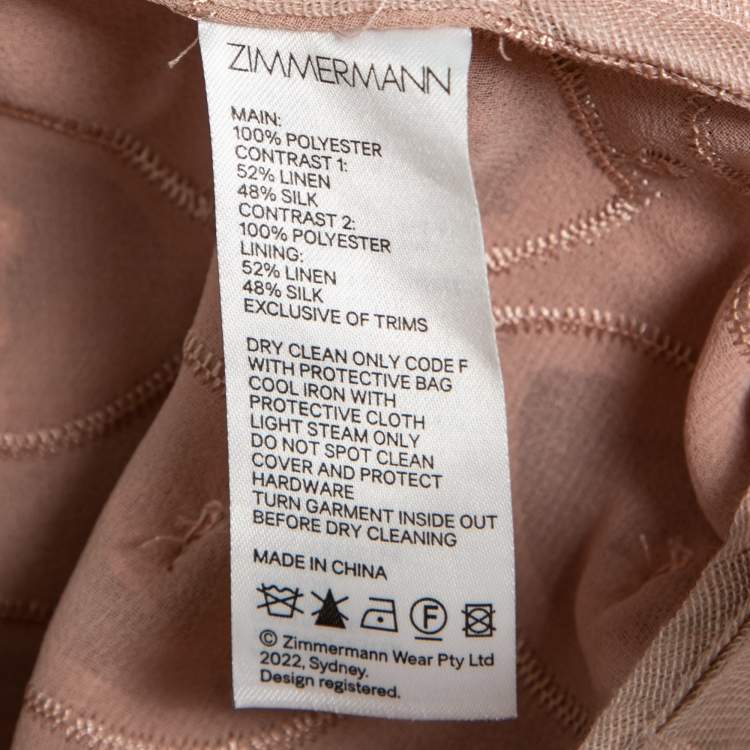 ZIMMERMANN
MAIN:
100% POLYESTER
CONTRAST 1:
52% LINEN
48% SILK
CONTRAST 2:
100% POLYESTER
LINING:
52% LINEN
48% SILK
EXCLUSIVE OF TRIMS
DRY CLEAN ONLY CODE F
WITH PROTECTIVE BAG
COOL IRON WITH
PROTECTIVE CLOTH
LIGHT STEAM ONLY
DO NOT SPOT CLEAN
COVER AND PROTECT
HARDWARE
TURN GARMENT INSIDE OUT
BEFORE DRY CLEANING
MADE IN CHINA
F
© Zimmermann Wear Pty Ltd
2022, Sydney.
Design registered.